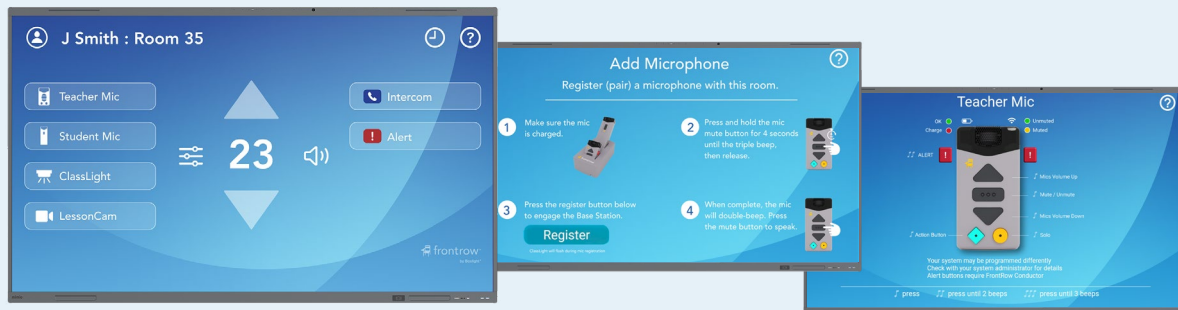 J Smith : Room 35
Teacher Mic
Student Mic
ClassLight
LessonCam
23
Intercom
Alert
frontrow
Add Microphone
Register (pair) a microphone with this room.
1
Make sure the mic
is charged.
2
Press and hold the mic
mute button for 4 seconds
until the triple beep,
then release.
3
Press the register button below
to engage the Base Station.
Register
4
When complete, the mic
will double-beep. Press
the mute button to speak.
Teacher Mic
OK
Charge
Unmuted
Muted
ALERT
Mics Volume Up
Mute / Unmute
Mics Volume Down
Action Button
Solo
Your system may be programmed differently
Check with your system administrator for details
Alert buttons require FrontRow Conductor
press
press until 2 beeps
press until 3 beeps